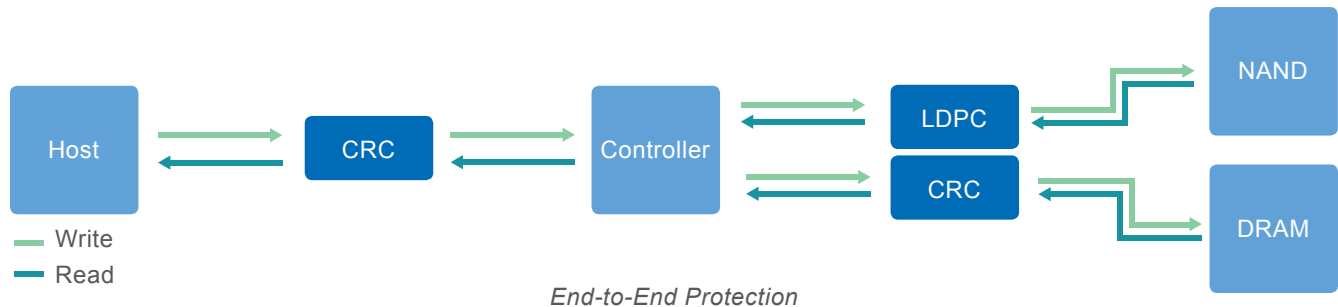 Host
CRC
Controller
LDPC
CRC
NAND
DRAM
Write
Read
End-to-End Protection